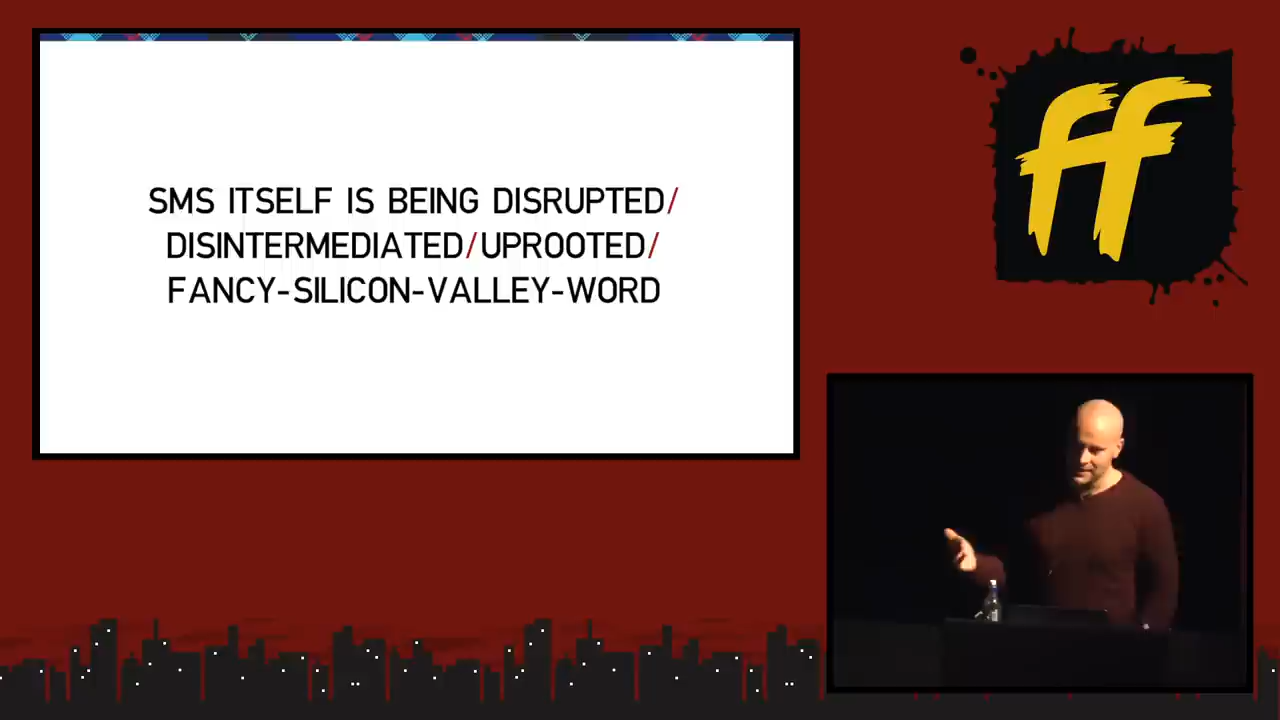 SMS ITSELF IS BEING DISRUPTED/
DISINTERMEDIATED/UPROOTED/
FANCY-SILICON-VALLEY-WORD
ff